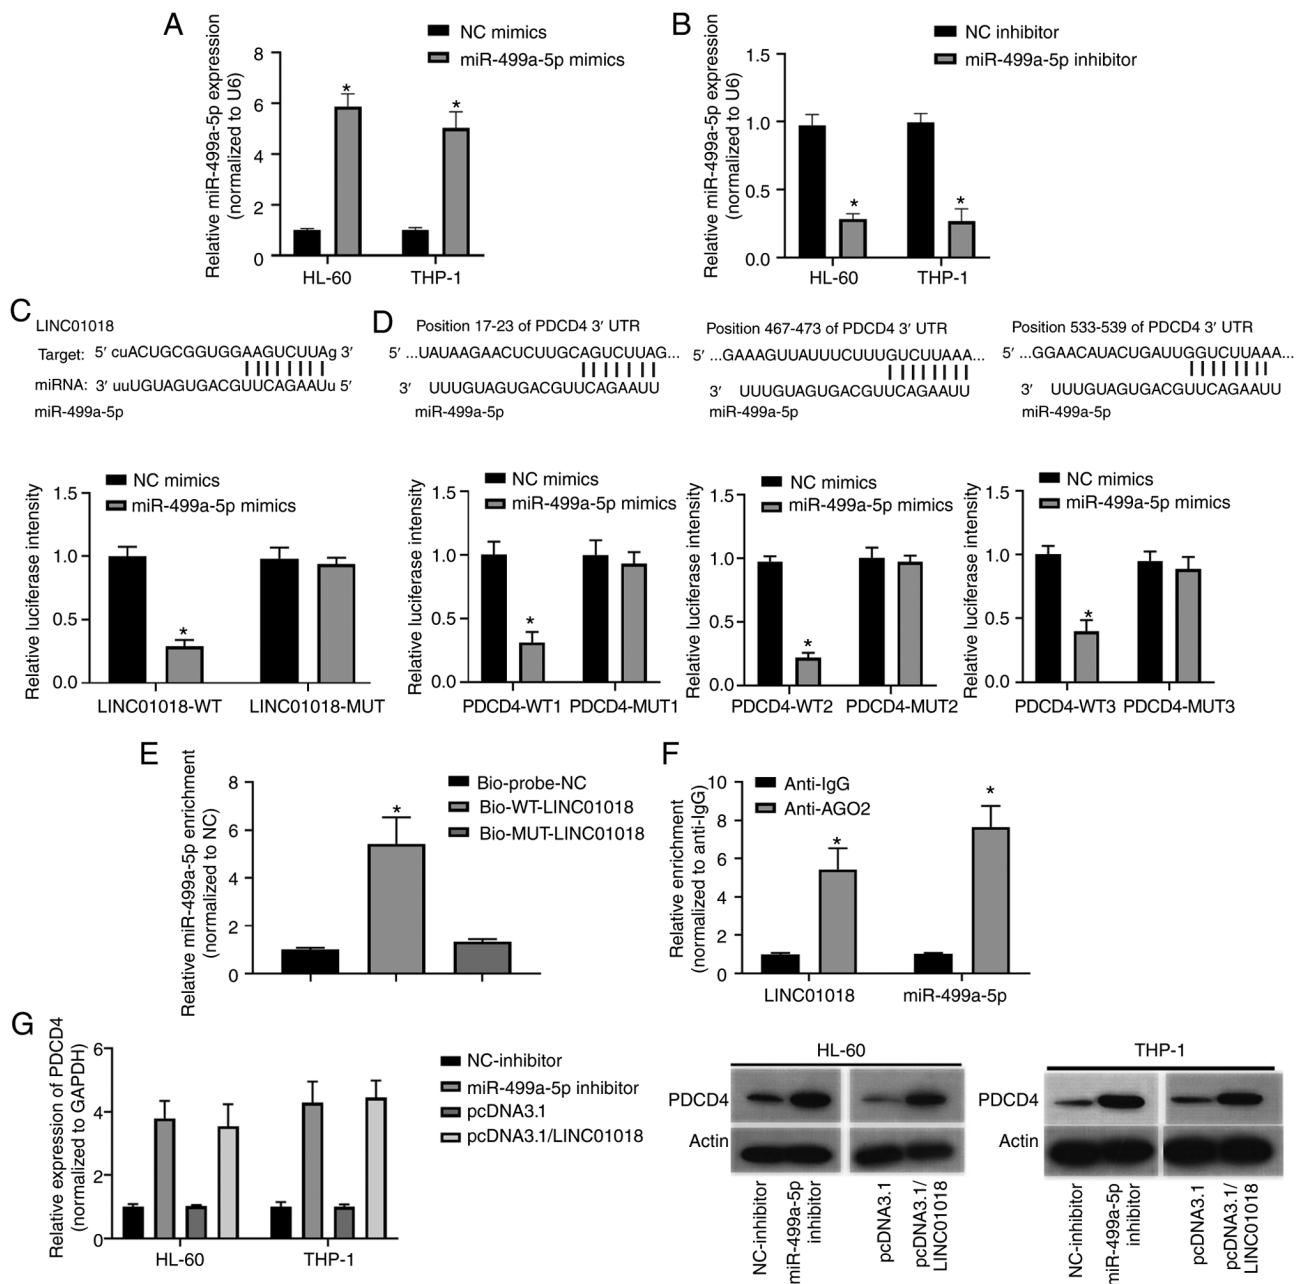 A
Relative miR-499a-5p expression
(normalized to U6)
8
6
4
2
0
NC mimics
miR-499a-5p mimics
*
*
HL-60
THP-1
B
Relative miR-499a-5p expression
(normalized to U6)
1.5
1.0
0.5
0.0
NC inhibitor
miR-499a-5p inhibitor
*
*
HL-60
THP-1
C
LINC01018
Target: 5′ cuACUGCGGUGGAAGUCUUAg 3′
miRNA: 3′ uuUGUAGUGACGUUCAGAAUu 5′
miR-499a-5p
Relative luciferase intensity
1.5
1.0
0.5
0.0
NC mimics
miR-499a-5p mimics
*
LINC01018-WT
LINC01018-MUT
D
Position 17-23 of PDCD4 3′ UTR
5′ ...UAUAAGAACUCUUGCAGUCUUAG...
3′ UUUGUAGUGACGUUCAGAAUU
miR-499a-5p
Position 467-473 of PDCD4 3′ UTR
5′ ...GAAAGUUAUUUCUUUGUCUUAAA...
3′ UUUGUAGUGACGUUCAGAAUU
miR-499a-5p
Position 533-539 of PDCD4 3′ UTR
5′ ...GGAACAUACUGAUUGGUCUUAAA...
3′ UUUGUAGUGACGUUCAGAAUU
miR-499a-5p
Relative luciferase intensity
1.5
1.0
0.5
0.0
NC mimics
miR-499a-5p mimics
*
PDCD4-WT1
PDCD4-MUT1
Relative luciferase intensity
1.5
1.0
0.5
0.0
NC mimics
miR-499a-5p mimics
*
PDCD4-WT2
PDCD4-MUT2
Relative luciferase intensity
1.5
1.0
0.5
0.0
NC mimics
miR-499a-5p mimics
*
PDCD4-WT3
PDCD4-MUT3
E
Relative miR-499a-5p enrichment
(normalized to NC)
8
6
4
2
0
*
Bio-probe-NC
Bio-WT-LINC01018
Bio-MUT-LINC01018
F
Relative enrichment
(normalized to anti-IgG)
10
8
6
4
2
0
Anti-IgG
Anti-AGO2
*
*
LINC01018
miR-499a-5p
G
Relative expression of PDCD4
(normalized to GAPDH)
6
4
2
0
HL-60
THP-1
NC-inhibitor
miR-499a-5p inhibitor
pcDNA3.1
pcDNA3.1/LINC01018
HL-60
PDCD4
Actin
NC-inhibitor
miR-499a-5p
inhibitor
pcDNA3.1
pcDNA3.1/
LINC01018
THP-1
PDCD4
Actin
NC-inhibitor
miR-499a-5p
inhibitor
pcDNA3.1
pcDNA3.1/
LINC01018